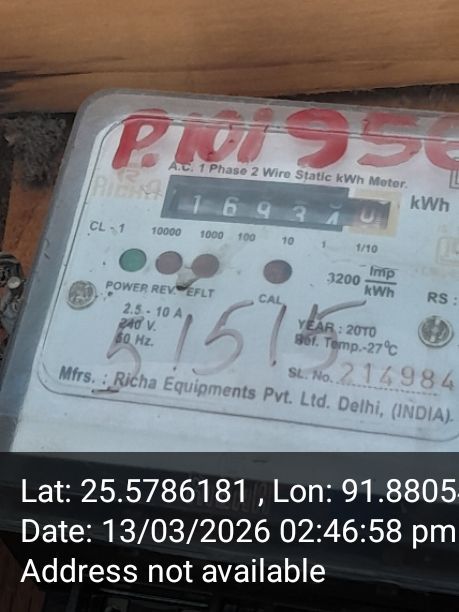 P.101956
A.C. 1 Phase 2 Wire Static kWh Meter.
16934 0 kWh
CL - 1 10000 1000 100 10 1 1/10
3200 Imp/kWh
POWER REV. EFLT CAL RS :
2.5 - 10 A
240 V. YEAR : 2010
50 Hz. Ref. Temp.-27°C
51515
SL. No. 214984
Mfrs. : Richa Equipments Pvt. Ltd. Delhi, (INDIA).
Lat: 25.5786181 , Lon: 91.8805
Date: 13/03/2026 02:46:58 pm
Address not available